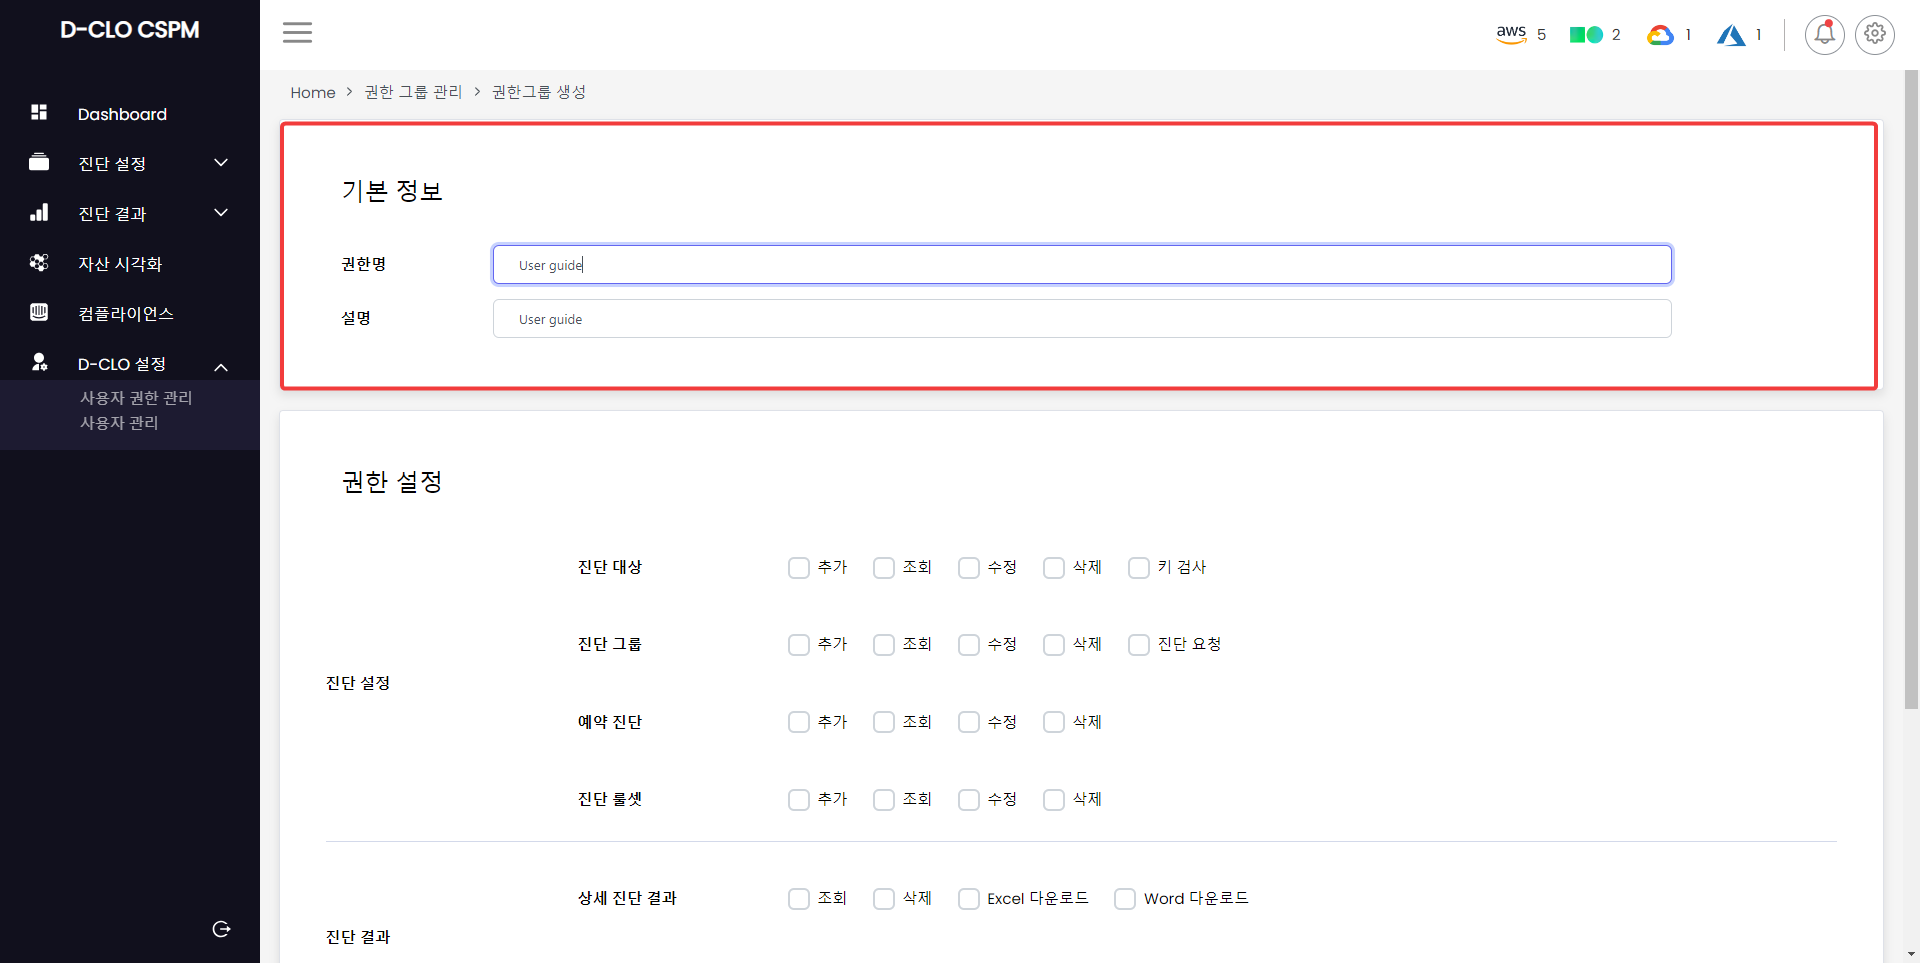 D-CLO CSPM
Dashboard
진단 설정
진단 결과
자산 시각화
컴플라이언스
D-CLO 설정
사용자 권한 관리
사용자 관리
aws 5 2 1 1
Home > 권한 그룹 관리 > 권한그룹 생성
기본 정보
권한명 User guide
설명 User guide
권한 설정
진단 설정
진단 대상 추가 조회 수정 삭제 키 검사
진단 그룹 추가 조회 수정 삭제 진단 요청
예약 진단 추가 조회 수정 삭제
진단 룰셋 추가 조회 수정 삭제
진단 결과
상세 진단 결과 조회 삭제 Excel 다운로드 Word 다운로드